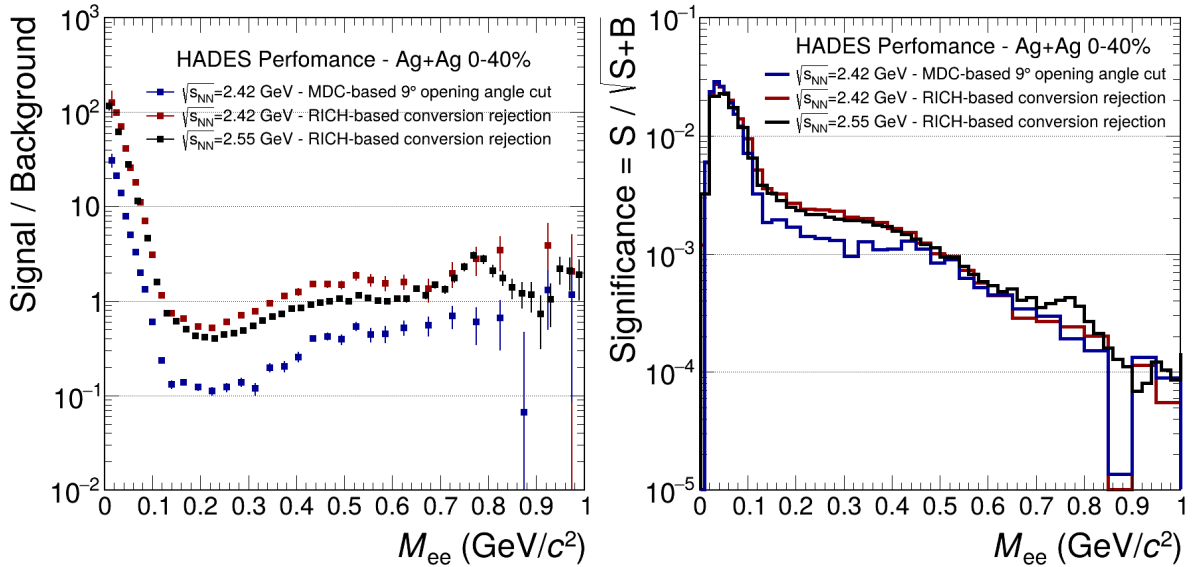 HADES Perfomance - Ag+Ag 0-40%
√sNN=2.42 GeV - MDC-based 9° opening angle cut
√sNN=2.42 GeV - RICH-based conversion rejection
√sNN=2.55 GeV - RICH-based conversion rejection
Signal / Background
10³
10²
10
1
10⁻¹
10⁻²
0 0.1 0.2 0.3 0.4 0.5 0.6 0.7 0.8 0.9 1
Mee (GeV/c²)
HADES Perfomance - Ag+Ag 0-40%
√sNN=2.42 GeV - MDC-based 9° opening angle cut
√sNN=2.42 GeV - RICH-based conversion rejection
√sNN=2.55 GeV - RICH-based conversion rejection
Significance = S / √S+B
10⁻¹
10⁻²
10⁻³
10⁻⁴
10⁻⁵
0 0.1 0.2 0.3 0.4 0.5 0.6 0.7 0.8 0.9 1
Mee (GeV/c²)